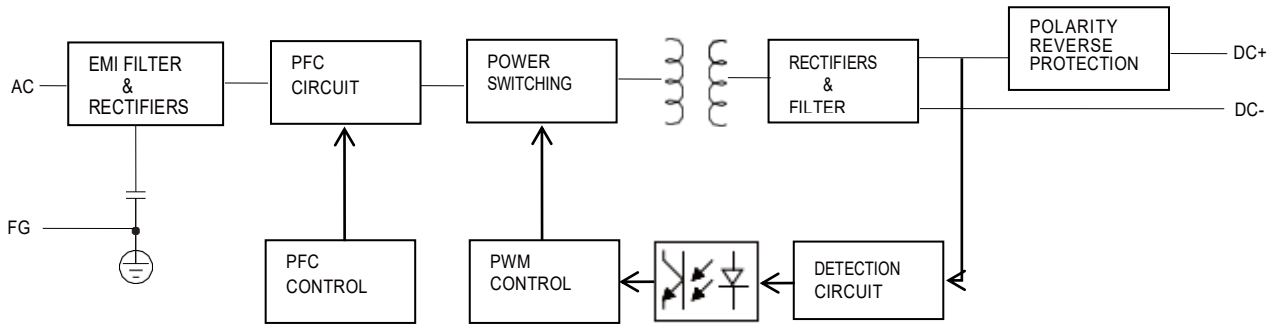 AC
EMI FILTER
&
RECTIFIERS
PFC
CIRCUIT
POWER
SWITCHING
RECTIFIERS
&
FILTER
POLARITY
REVERSE
PROTECTION
DC+
DC-
FG
PFC
CONTROL
PWM
CONTROL
DETECTION
CIRCUIT